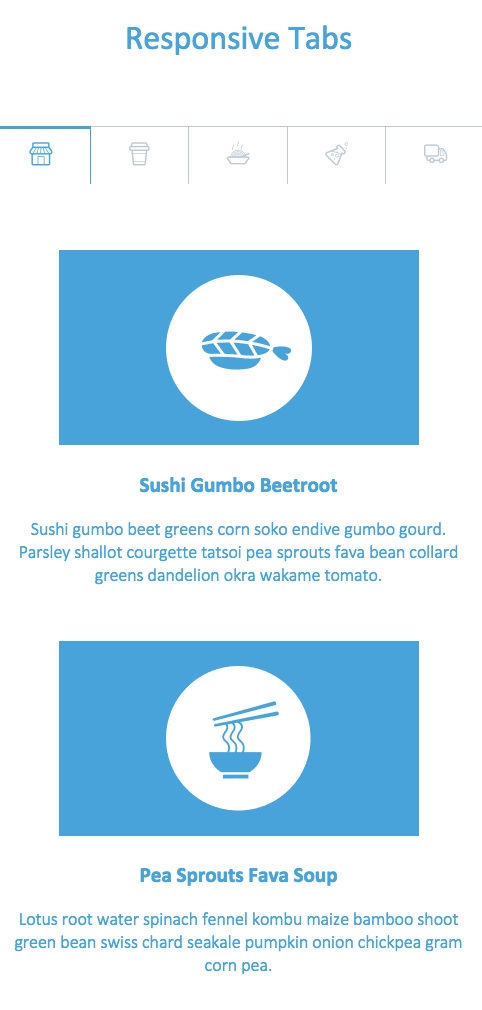 Responsive Tabs
Sushi Gumbo Beetroot
Sushi gumbo beet greens corn soko endive gumbo gourd.
Parsley shallot courgette tatsoi pea sprouts fava bean collard
greens dandelion okra wakame tomato.
Pea Sprouts Fava Soup
Lotus root water spinach fennel kombu maize bamboo shoot
green bean swiss chard seakale pumpkin onion chickpea gram
corn pea.